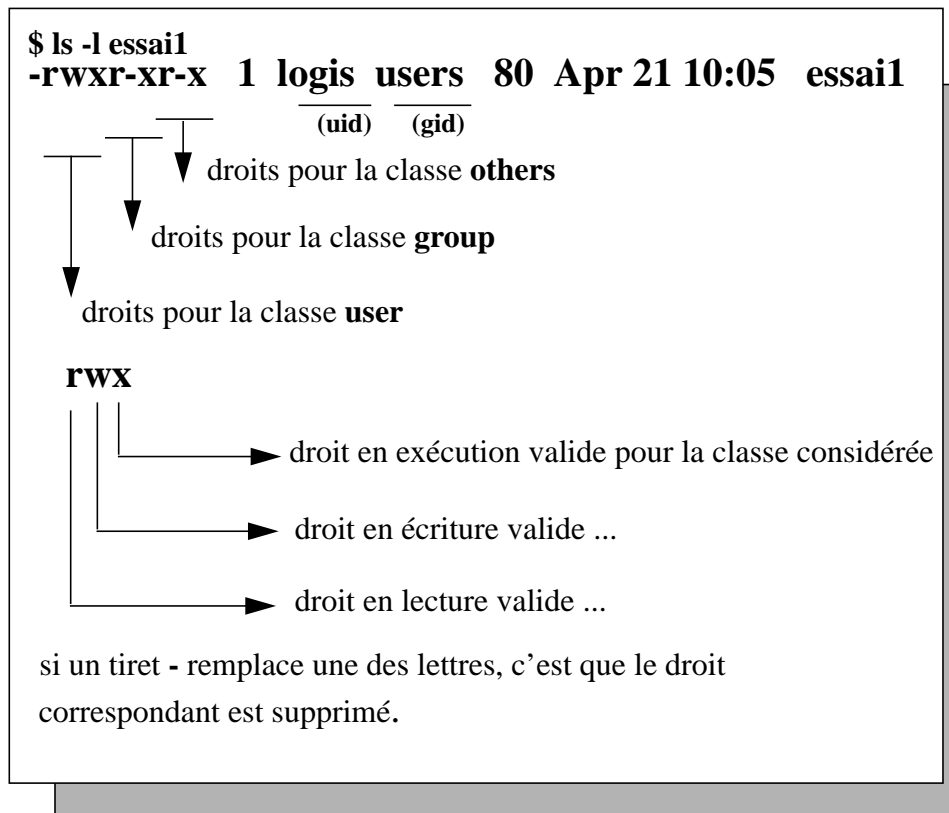 $ ls -l essai1
-rwxr-xr-x 1 logis users 80 Apr 21 10:05 essai1
(uid) (gid)
droits pour la classe others
droits pour la classe group
droits pour la classe user
rwx
droit en exécution valide pour la classe considérée
droit en écriture valide ...
droit en lecture valide ...
si un tiret - remplace une des lettres, c’est que le droit
correspondant est supprimé.